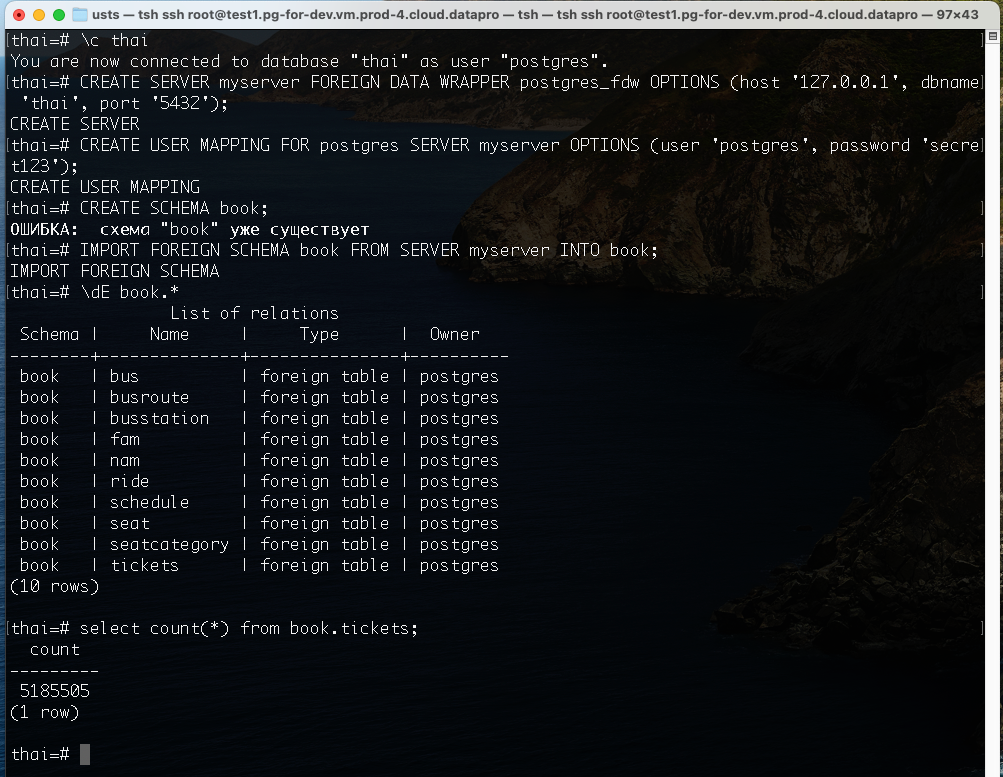 usts — tsh ssh root@test1.pg-for-dev.vm.prod-4.cloud.datapro — tsh — tsh ssh root@test1.pg-for-dev.vm.prod-4.cloud.datapro — 97×43
[thai=# \c thai ]
You are now connected to database "thai" as user "postgres".
[thai=# CREATE SERVER myserver FOREIGN DATA WRAPPER postgres_fdw OPTIONS (host '127.0.0.1', dbname]
 'thai', port '5432');
CREATE SERVER
[thai=# CREATE USER MAPPING FOR postgres SERVER myserver OPTIONS (user 'postgres', password 'secre]
t123');
CREATE USER MAPPING
[thai=# CREATE SCHEMA book; ]
ОШИБКА:  схема "book" уже существует
[thai=# IMPORT FOREIGN SCHEMA book FROM SERVER myserver INTO book; ]
IMPORT FOREIGN SCHEMA
[thai=# \dE book.* ]
                List of relations
 Schema |     Name     |     Type      |  Owner
--------+--------------+---------------+----------
 book   | bus          | foreign table | postgres
 book   | busroute     | foreign table | postgres
 book   | busstation   | foreign table | postgres
 book   | fam          | foreign table | postgres
 book   | nam          | foreign table | postgres
 book   | ride         | foreign table | postgres
 book   | schedule     | foreign table | postgres
 book   | seat         | foreign table | postgres
 book   | seatcategory | foreign table | postgres
 book   | tickets      | foreign table | postgres
(10 rows)
[thai=# select count(*) from book.tickets; ]
  count
---------
 5185505
(1 row)
thai=#